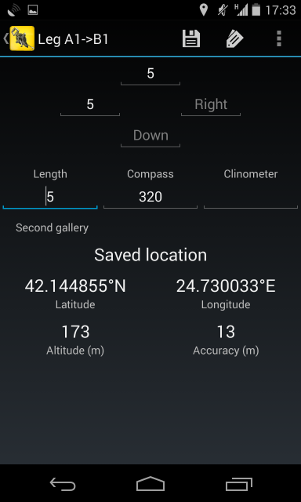 17:33
Leg A1->B1
5
5 Right
Down
Length Compass Clinometer
5 320
Second gallery
Saved location
42.144855°N 24.730033°E
Latitude Longitude
173 13
Altitude (m) Accuracy (m)